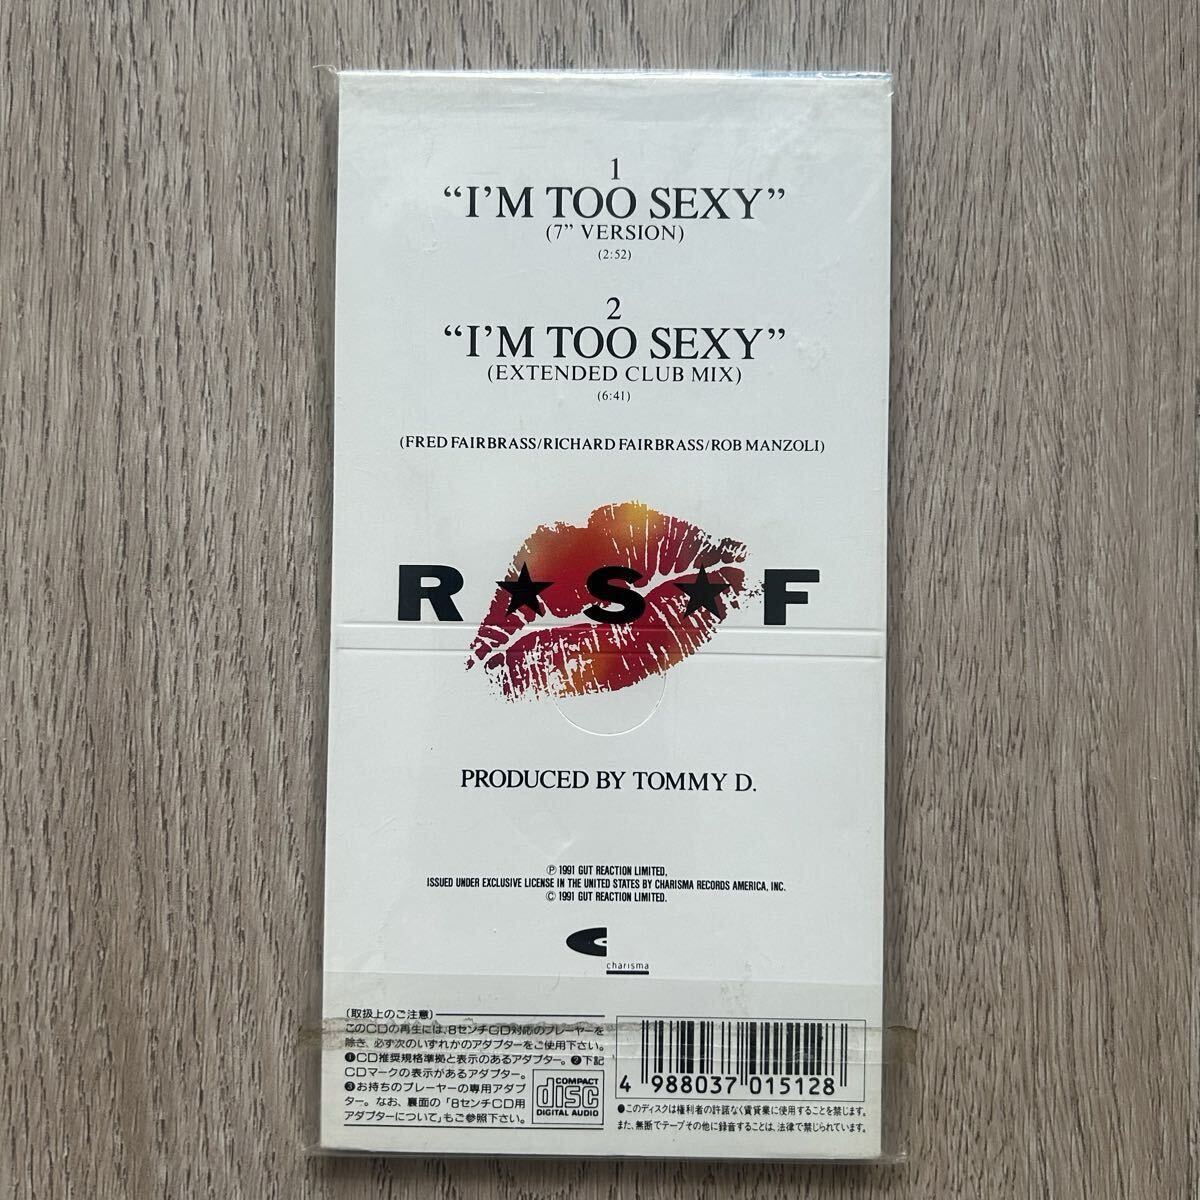 1
“I’M TOO SEXY”
(7” VERSION)
(2:52)
2
“I’M TOO SEXY”
(EXTENDED CLUB MIX)
(6:41)
(FRED FAIRBRASS/RICHARD FAIRBRASS/ROB MANZOLI)
R★S★F
PRODUCED BY TOMMY D.
Ⓟ 1991 GUT REACTION LIMITED,
ISSUED UNDER EXCLUSIVE LICENSE IN THE UNITED STATES BY CHARISMA RECORDS AMERICA, INC.
© 1991 GUT REACTION LIMITED.
charisma
〔取扱上のご注意〕
このCDの再生には、8センチCD対応のプレーヤーを
除き、必ず次のいずれかのアダプターをご使用下さい。
❶CD推奨規格準拠と表示のあるアダプター。❷下記
CDマークの表示があるアダプター。
❸お持ちのプレーヤーの専用アダプ
ター。なお、裏面の「8センチCD用
アダプターについて」もご参照下さい。
COMPACT
disc
DIGITAL AUDIO
4 988037 015128
●このディスクは権利者の許諾なく賃貸業に使用することを禁じます。
また、無断でテープその他に録音することは、法律で禁じられています。